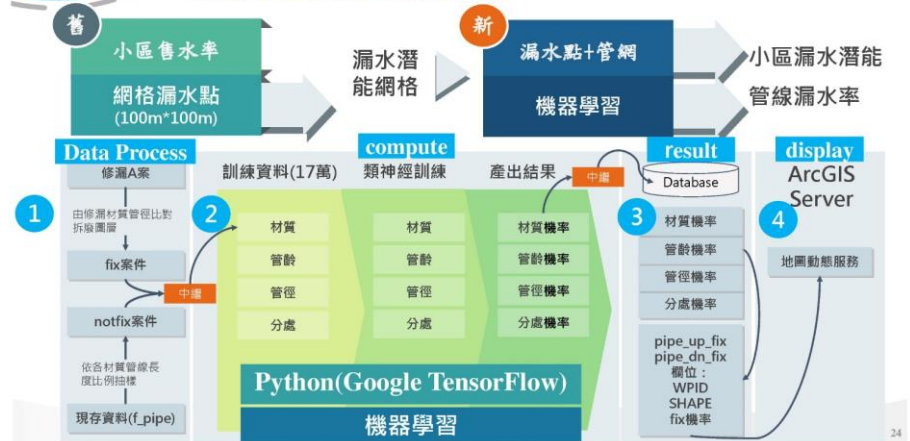 舊
小區售水率
網格漏水點
(100m*100m)
漏水潛
能網格
新
漏水點+管網
機器學習
小區漏水潛能
管線漏水率
Data Process
compute
result
display
1
修漏A案
由修漏材質管徑比對
拆廢圖層
fix案件
中繼
notfix案件
依各材質管線長
度比例抽樣
現存資料(f_pipe)
2
訓練資料(17萬)
材質
管齡
管徑
分處
類神經訓練
材質
管齡
管徑
分處
產出結果
材質機率
管齡機率
管徑機率
分處機率
中繼
Python(Google TensorFlow)
機器學習
Database
3
材質機率
管齡機率
管徑機率
分處機率
pipe_up_fix
pipe_dn_fix
欄位：
WPID
SHAPE
fix機率
ArcGIS
Server
4
地圖動態服務
24